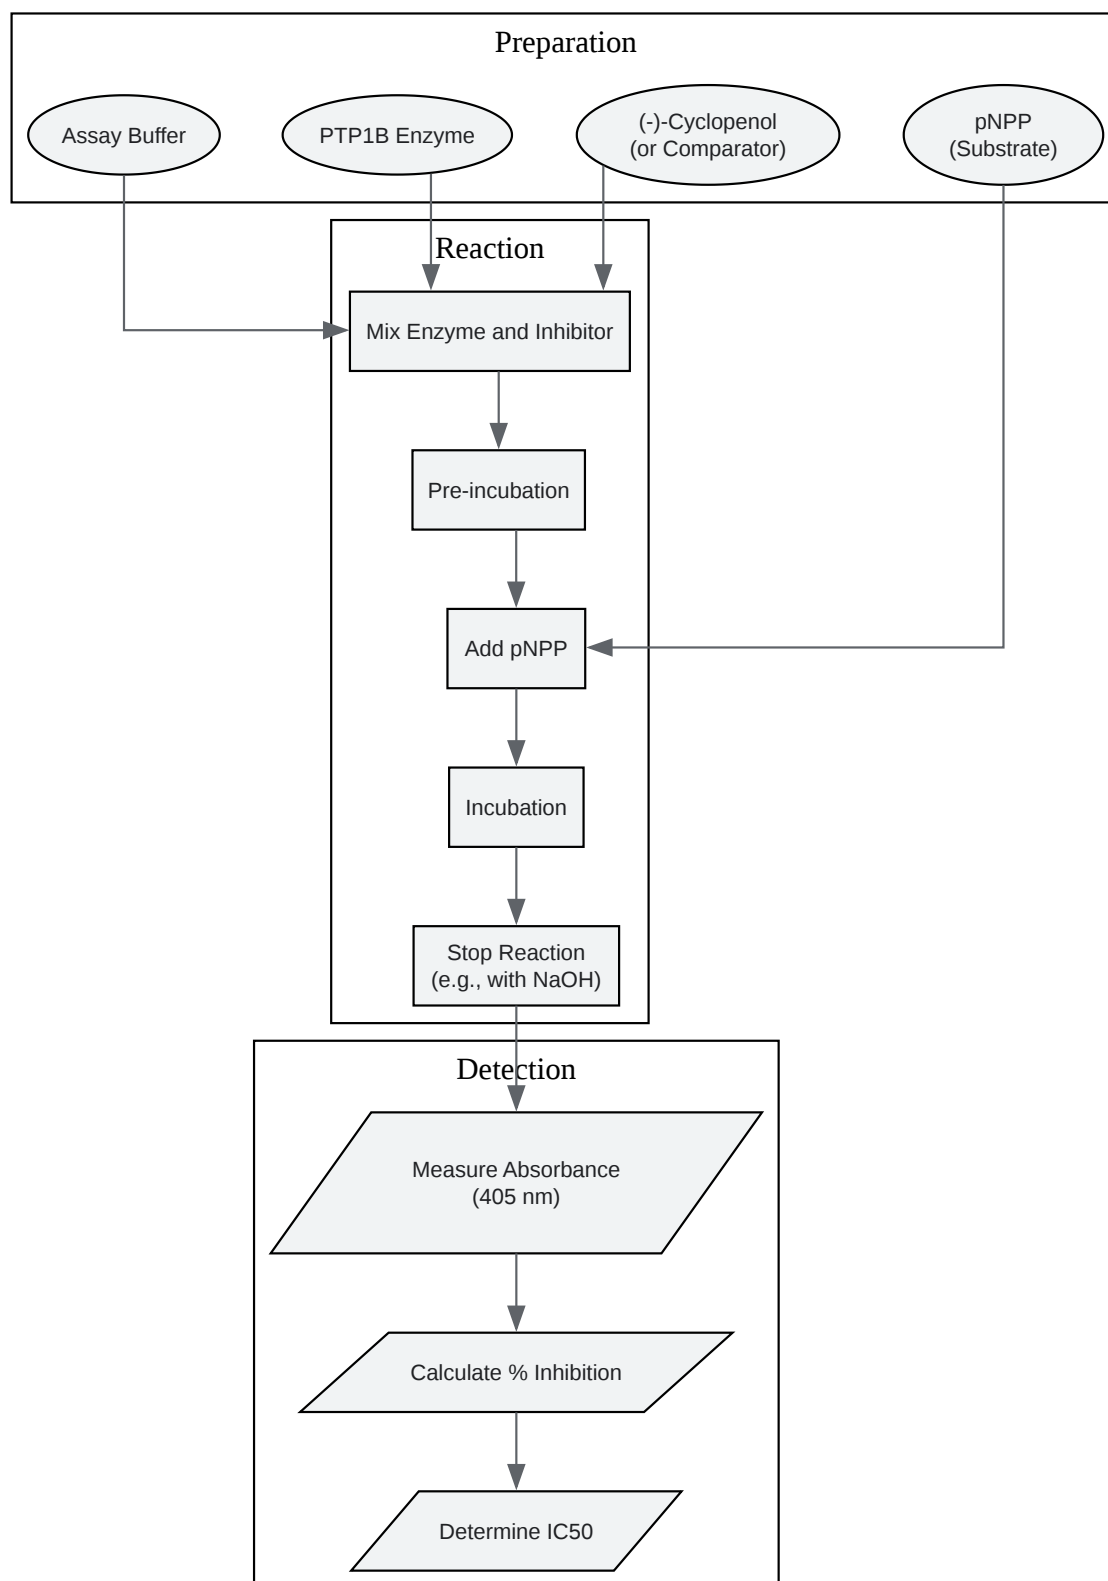 Preparation
Assay Buffer
PTP1B Enzyme
(-)-Cyclopenol
(or Comparator)
pNPP
(Substrate)
Reaction
Mix Enzyme and Inhibitor
Pre-incubation
Add pNPP
Incubation
Stop Reaction
(e.g., with NaOH)
Detection
Measure Absorbance
(405 nm)
Calculate % Inhibition
Determine IC50